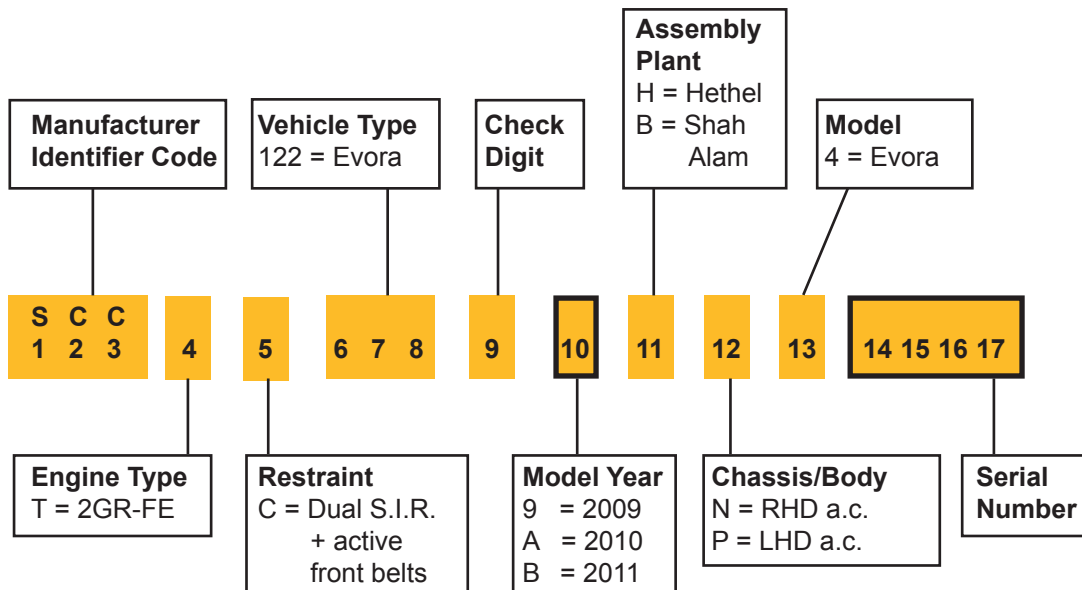 Assembly
Plant
H = Hethel
B = Shah
Alam
Manufacturer
Identifier Code
Vehicle Type
122 = Evora
Check
Digit
Model
4 = Evora
S C C
1 2 3 4 5 6 7 8 9 10 11 12 13 14 15 16 17
Engine Type
T = 2GR-FE
Restraint
C = Dual S.I.R.
+ active
front belts
Model Year
9 = 2009
A = 2010
B = 2011
Chassis/Body
N = RHD a.c.
P = LHD a.c.
Serial
Number